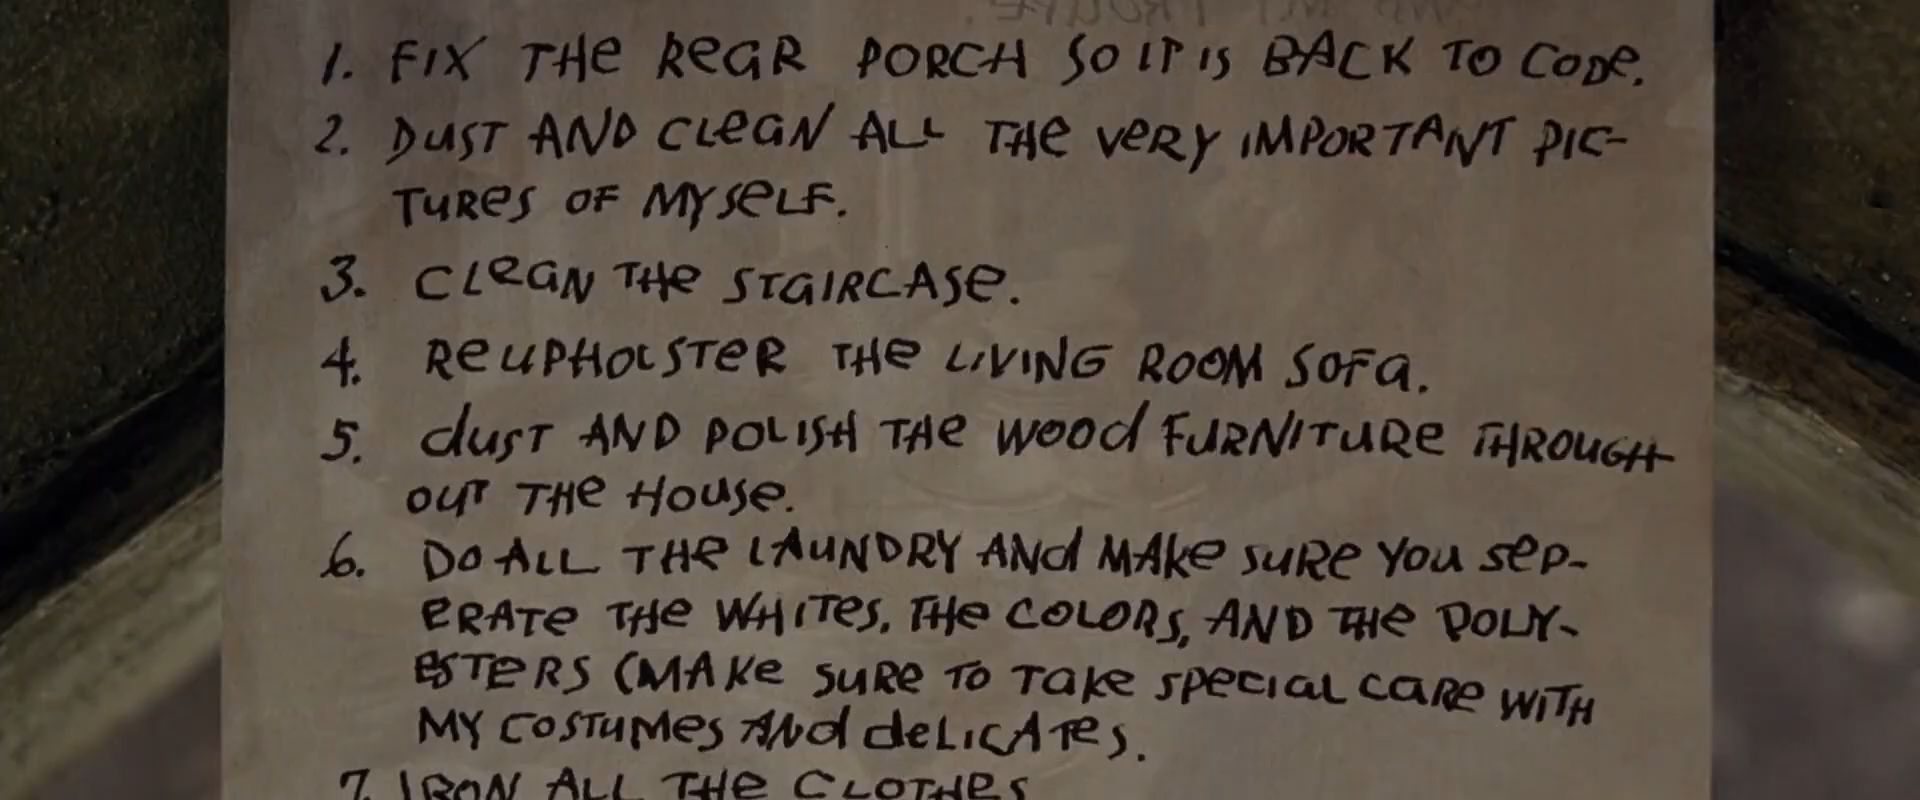 1. FIX THE REAR PORCH SO IT IS BACK TO CODE.
2. DUST AND CLEAN ALL THE VERY IMPORTANT PIC-
TURES OF MYSELF.
3. CLEAN THE STAIRCASE.
4. REUPHOLSTER THE LIVING ROOM SOFA.
5. dUST AND POLISH THE WOOd FURNITURE THROUGH
OUT THE HOUSE.
6. DO ALL THE LAUNDRY ANd MAKE SURE YOU SEP-
ERATE THE WHITES, THE COLORS, AND THE POLY-
ESTERS (MAKE SURE TO TAKE SPECIAL CARE WITH
MY COSTUMES ANd dELICATES.
7. IRON ALL THE CLOTHES